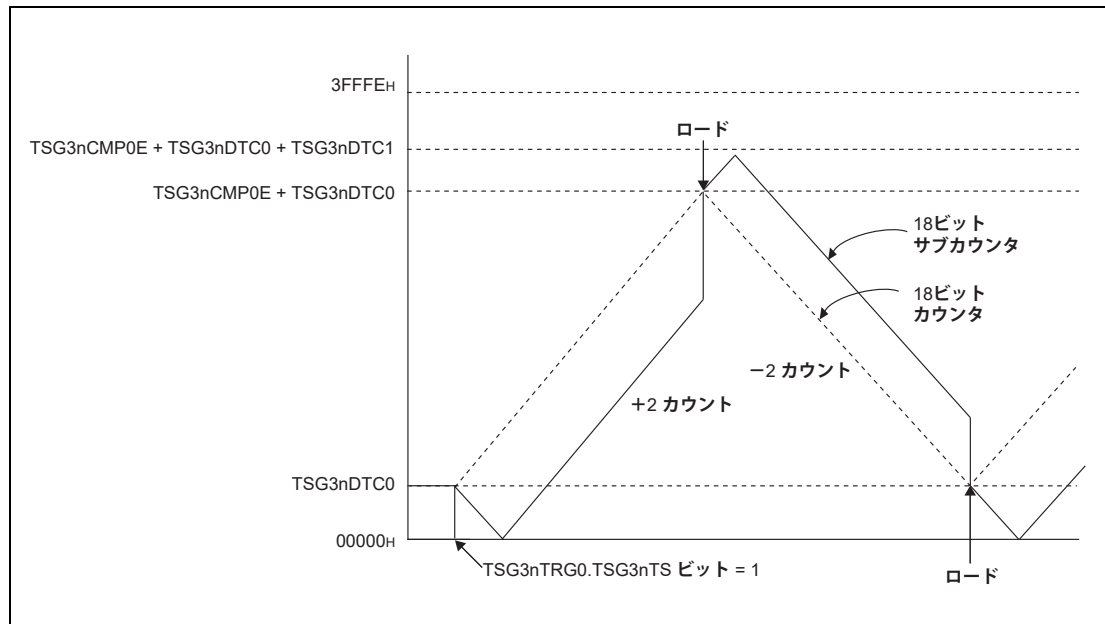 3FFFEH
ロード
TSG3nCMP0E + TSG3nDTC0 + TSG3nDTC1
TSG3nCMP0E + TSG3nDTC0
18ビット
サブカウンタ
18ビット
カウンタ
－2 カウント
＋2 カウント
TSG3nDTC0
00000H
TSG3nTRG0.TSG3nTS ビット = 1
ロード